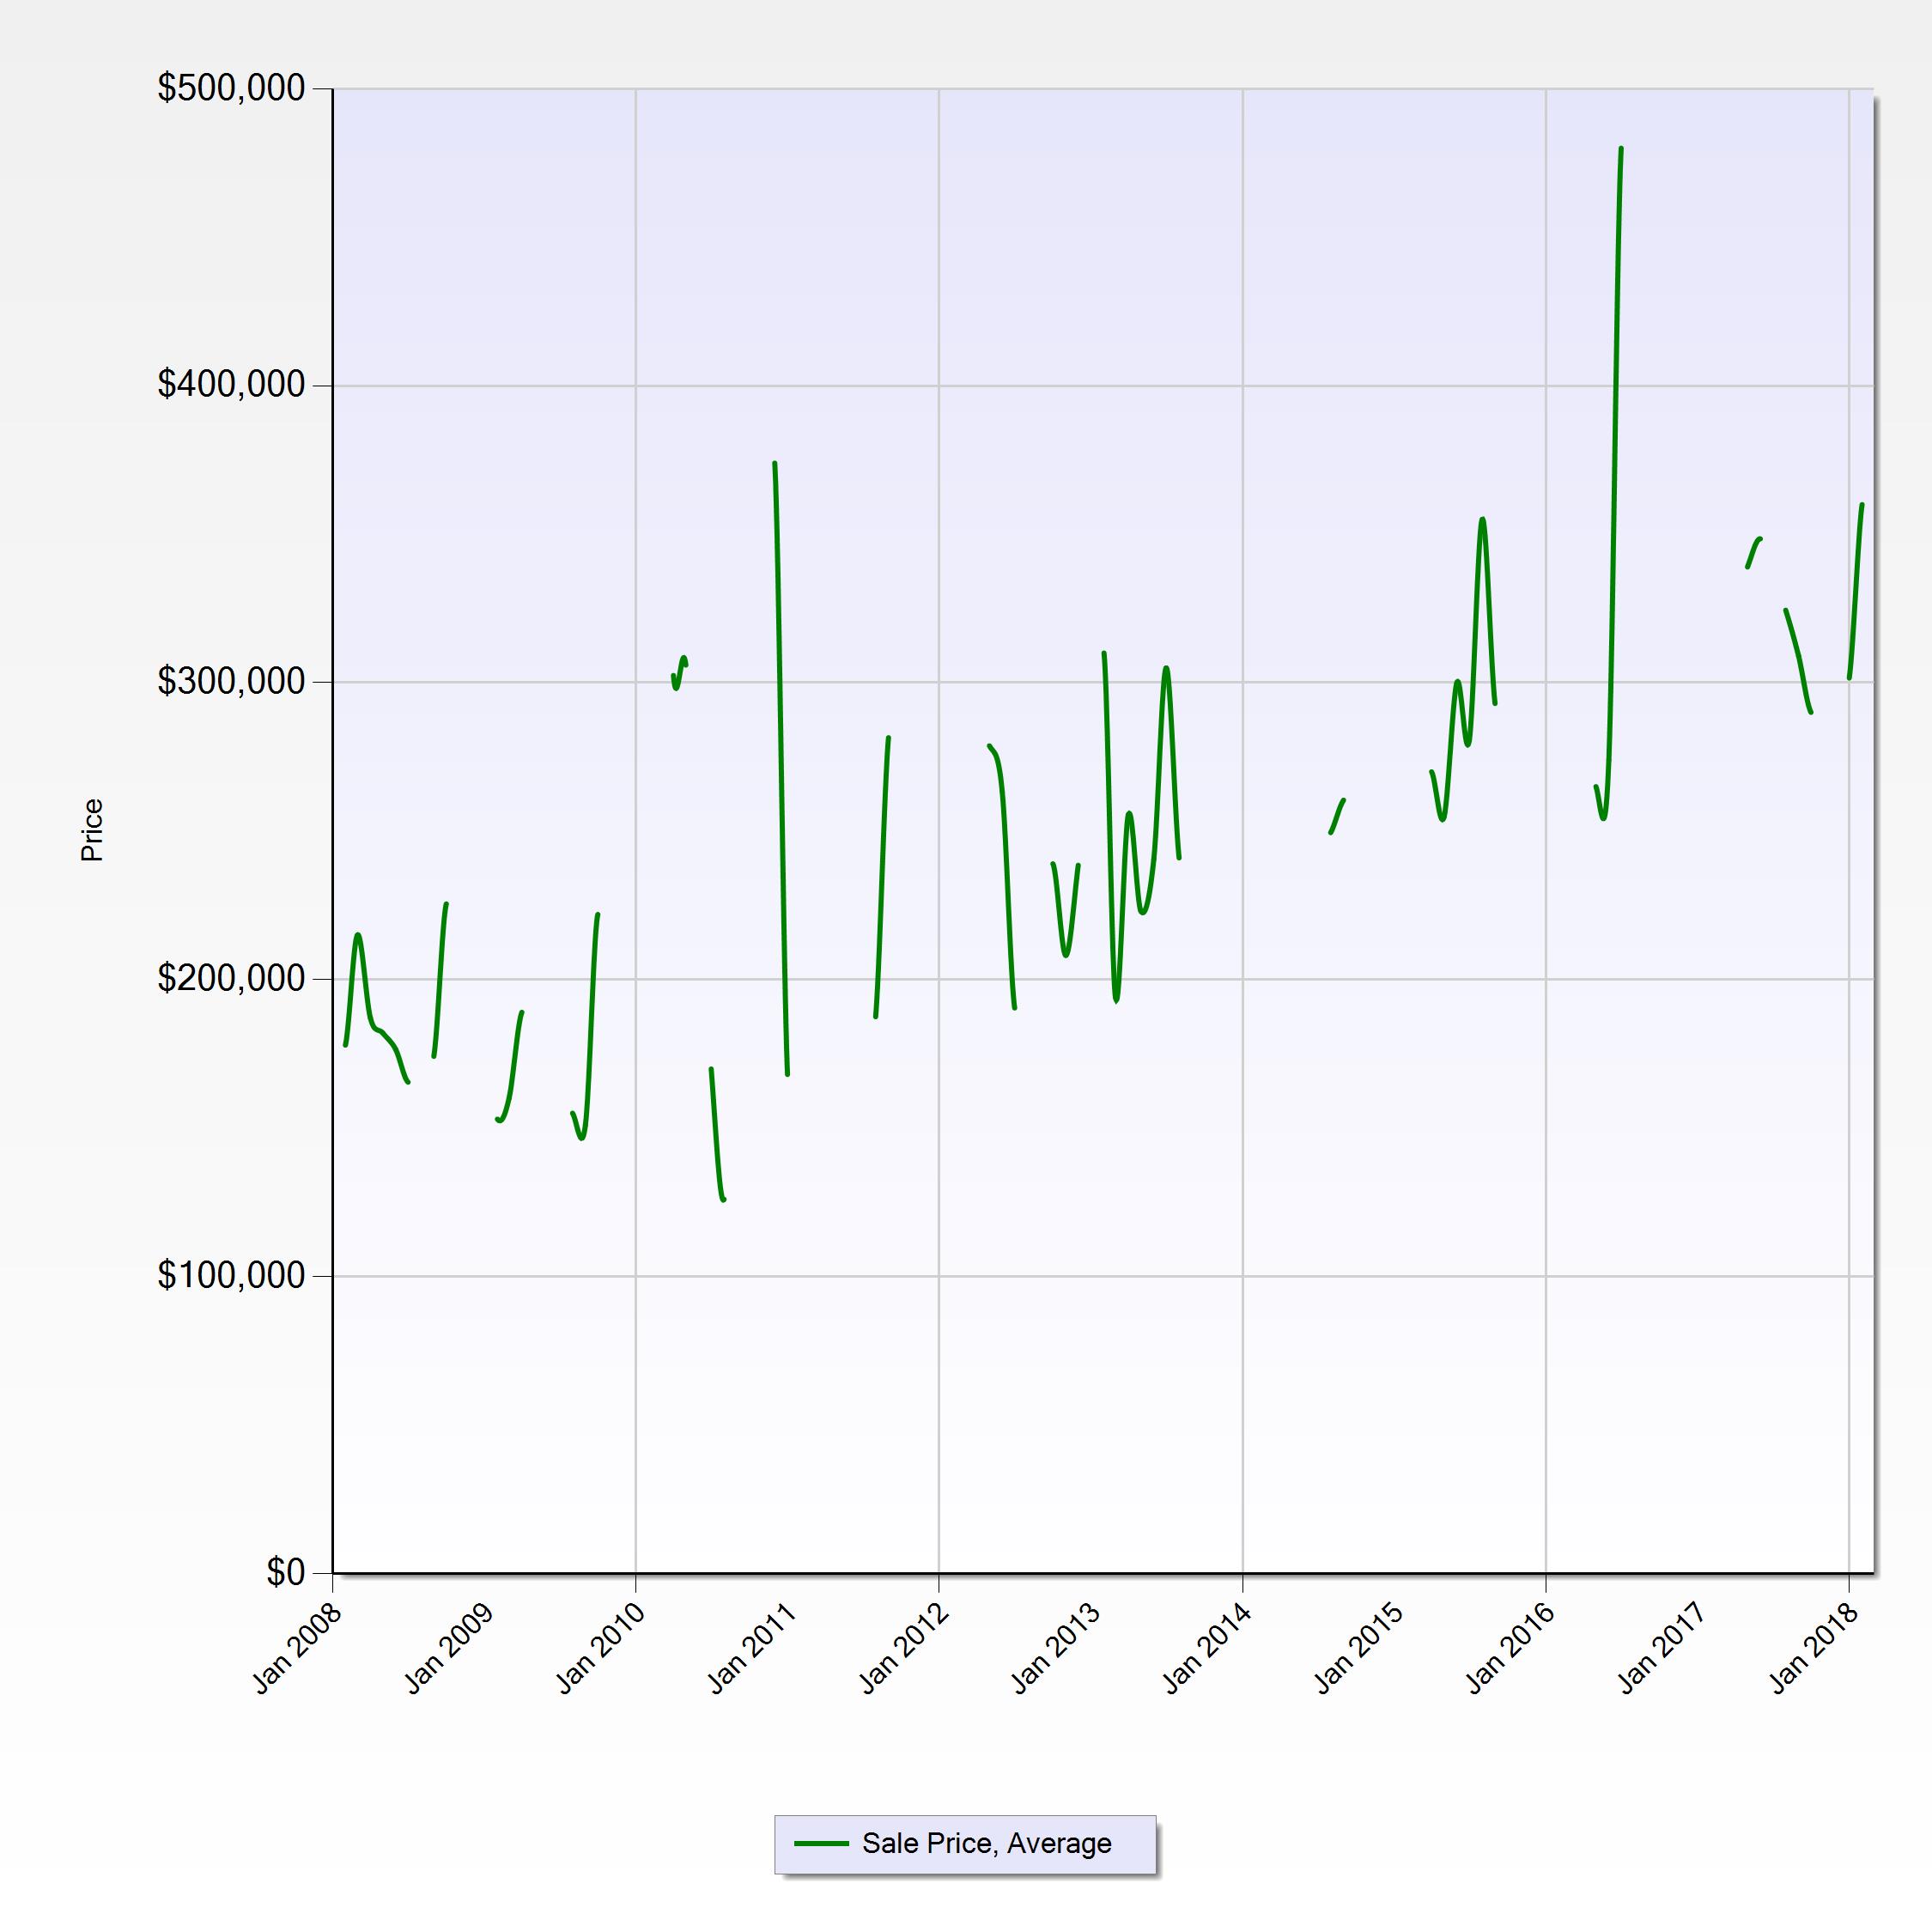 $500,000
$400,000
$300,000
$200,000
$100,000
$0
Price
Jan 2008
Jan 2009
Jan 2010
Jan 2011
Jan 2012
Jan 2013
Jan 2014
Jan 2015
Jan 2016
Jan 2017
Jan 2018
Sale Price, Average